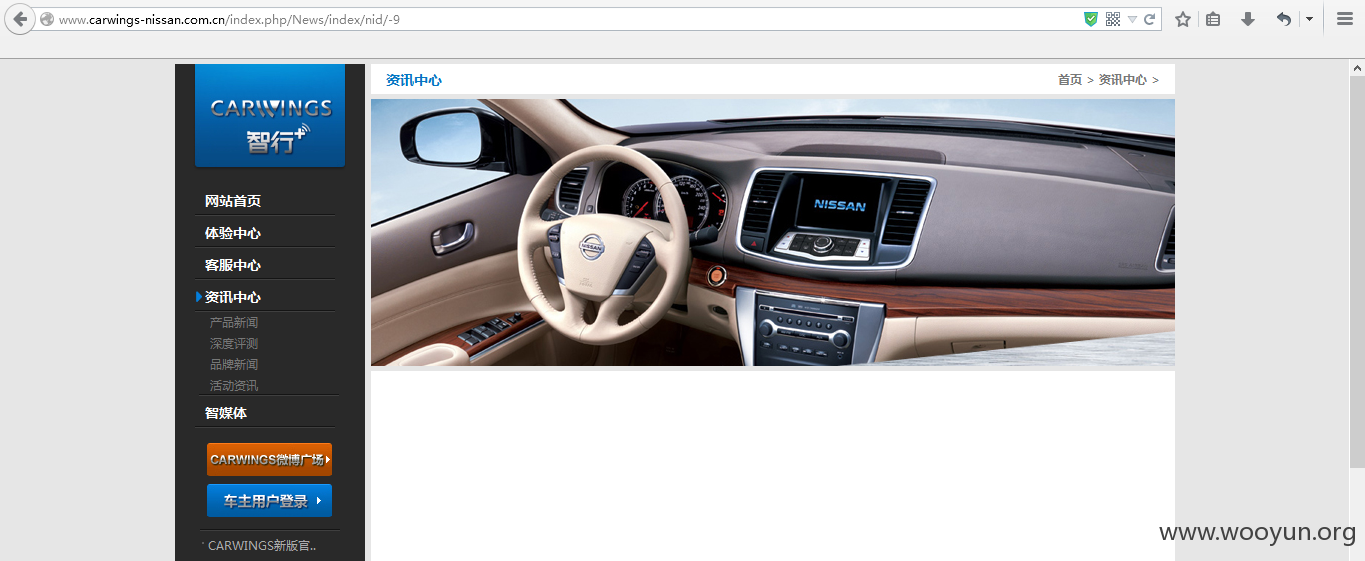 www.carwings-nissan.com.cn/index.php/News/index/nid/-9
CARWINGS
智行+
网站首页
体验中心
客服中心
资讯中心
产品新闻
深度评测
品牌新闻
活动资讯
智媒体
CARWINGS微博广场
车主用户登录
CARWINGS新版官..
资讯中心
首页 > 资讯中心 >
NISSAN
NISSAN
www.wooyun.org